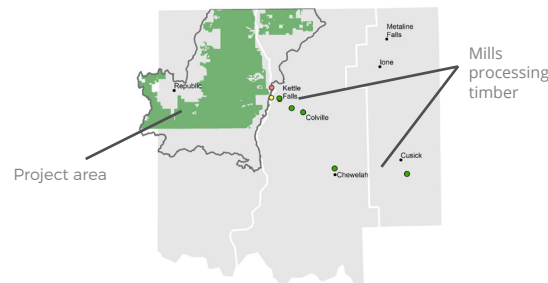 Metaline
Falls
Ione
Mills
processing
timber
Republic
Kettle
Falls
Colville
Cusick
Chewelah
Project area